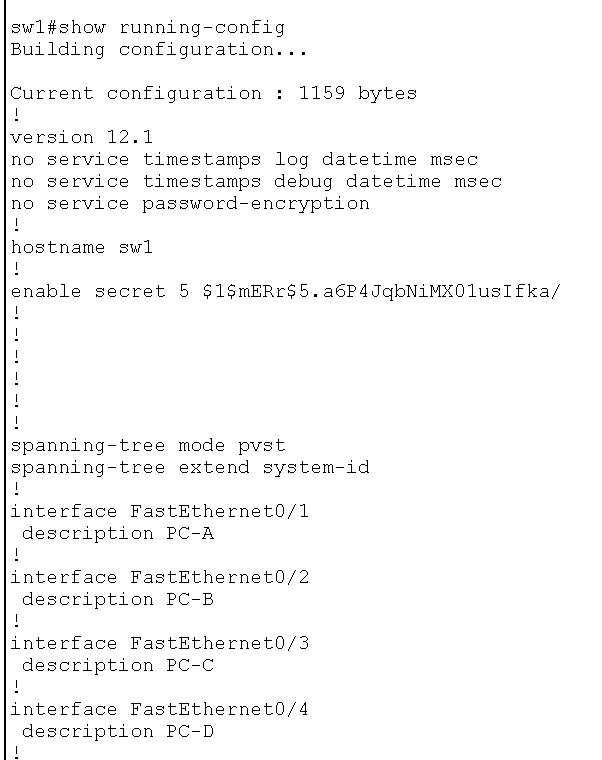 sw1#show running-config
Building configuration...
Current configuration : 1159 bytes
!
version 12.1
no service timestamps log datetime msec
no service timestamps debug datetime msec
no service password-encryption
!
hostname sw1
!
enable secret 5 $1$mERr$5.a6P4JqbNiMX01usIfka/
!
!
!
!
!
!
spanning-tree mode pvst
spanning-tree extend system-id
!
interface FastEthernet0/1
description PC-A
!
interface FastEthernet0/2
description PC-B
!
interface FastEthernet0/3
description PC-C
!
interface FastEthernet0/4
description PC-D
!